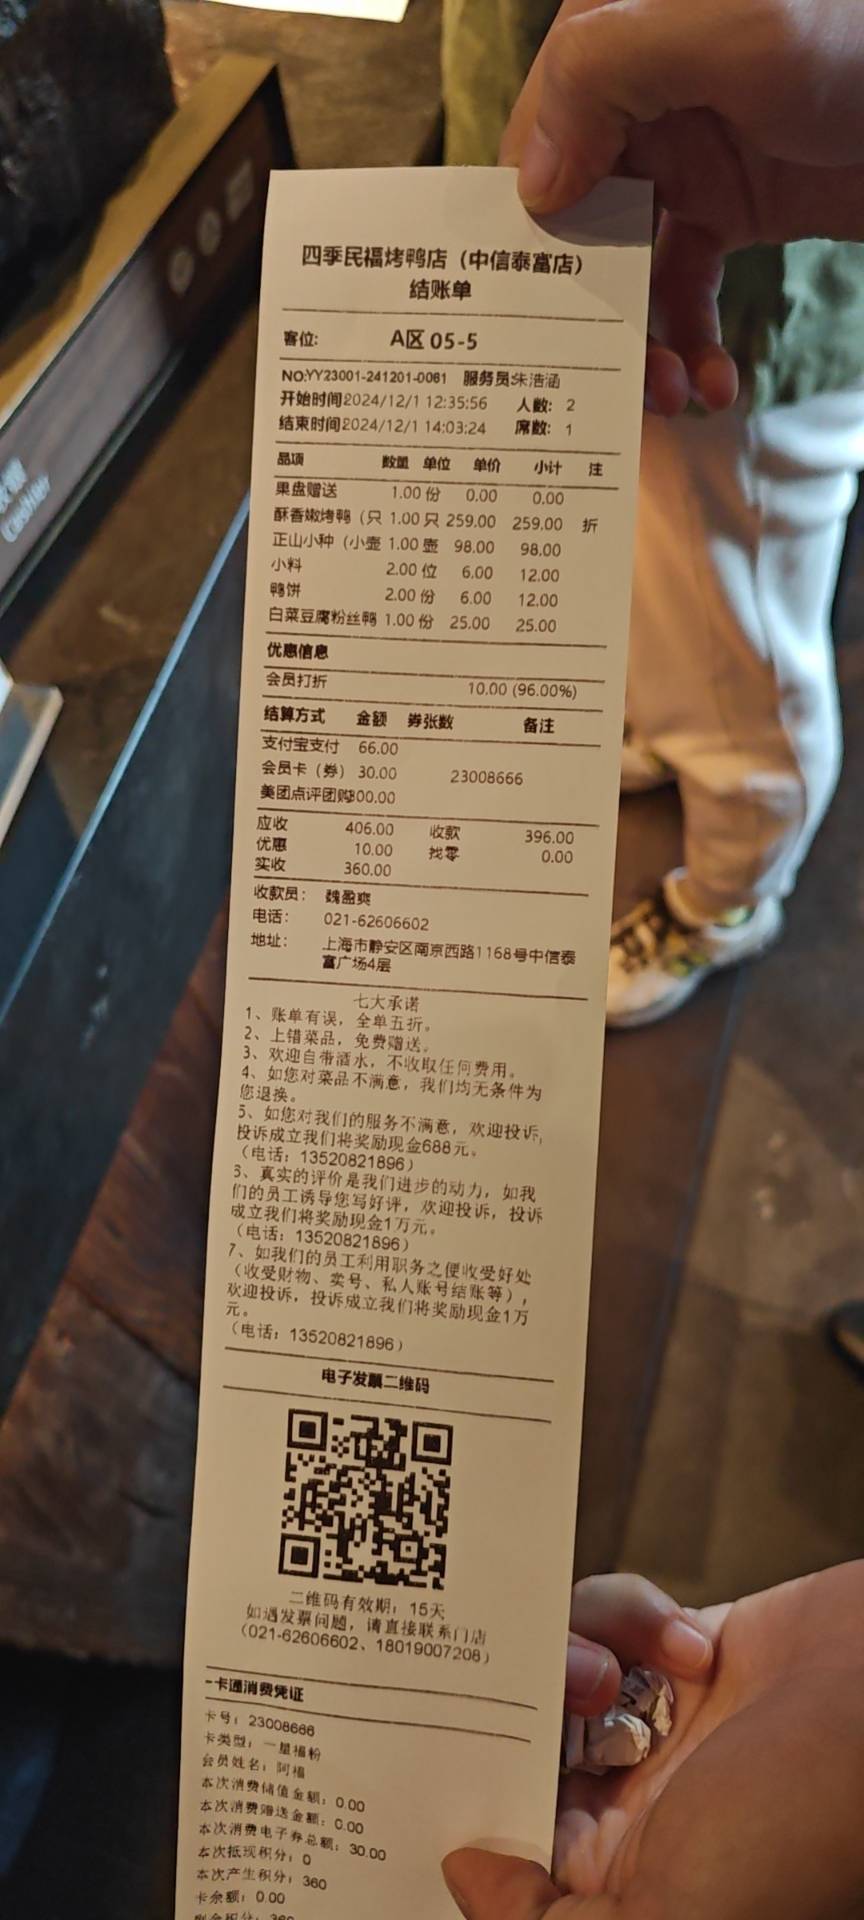 四季民福烤鸭店（中信泰富店）
结账单
客位: A区 05-5
NO:YY23001-241201-0061 服务员:朱浩涵
开始时间2024/12/1 12:35:56 人数: 2
结束时间2024/12/1 14:03:24 席数: 1
品项 数量 单位 单价 小计 注
果盘赠送 1.00 份 0.00 0.00
酥香嫩烤鸭（只 1.00 只 259.00 259.00 折
正山小种（小壶 1.00 壶 98.00 98.00
小料 2.00 位 6.00 12.00
鸭饼 2.00 份 6.00 12.00
白菜豆腐粉丝鸭 1.00 份 25.00 25.00
优惠信息
会员打折 10.00 (96.00%)
结算方式 金额 券张数 备注
支付宝支付 66.00
会员卡（券） 30.00 23008666
美团点评团购300.00
应收 406.00 收款 396.00
优惠 10.00 找零 0.00
实收 360.00
收款员: 魏盈爽
电话: 021-62606602
地址: 上海市静安区南京西路1168号中信泰
富广场4层
七大承诺
1、账单有误，全单五折。
2、上错菜品，免费赠送。
3、欢迎自带酒水，不收取任何费用。
4、如您对菜品不满意，我们均无条件为
您退换。
5、如您对我们的服务不满意，欢迎投诉，
投诉成立我们将奖励现金688元。
（电话：13520821896）
6、真实的评价是我们进步的动力，如我
们的员工诱导您写好评，欢迎投诉，投诉
成立我们将奖励现金1万元。
（电话：13520821896）
7、如我们的员工利用职务之便收受好处
（收受财物、卖号、私人账号结账等），
欢迎投诉，投诉成立我们将奖励现金1万
元。
（电话：13520821896）
电子发票二维码
二维码有效期：15天
如遇发票问题，请直接联系门店
（021-62606602、18019007208）
一卡通消费凭证
卡号：23008666
卡类型：一星福粉
会员姓名：阿福
本次消费储值金额：0.00
本次消费赠送金额：0.00
本次消费电子券总额：30.00
本次抵现积分：0
本次产生积分：360
卡余额：0.00